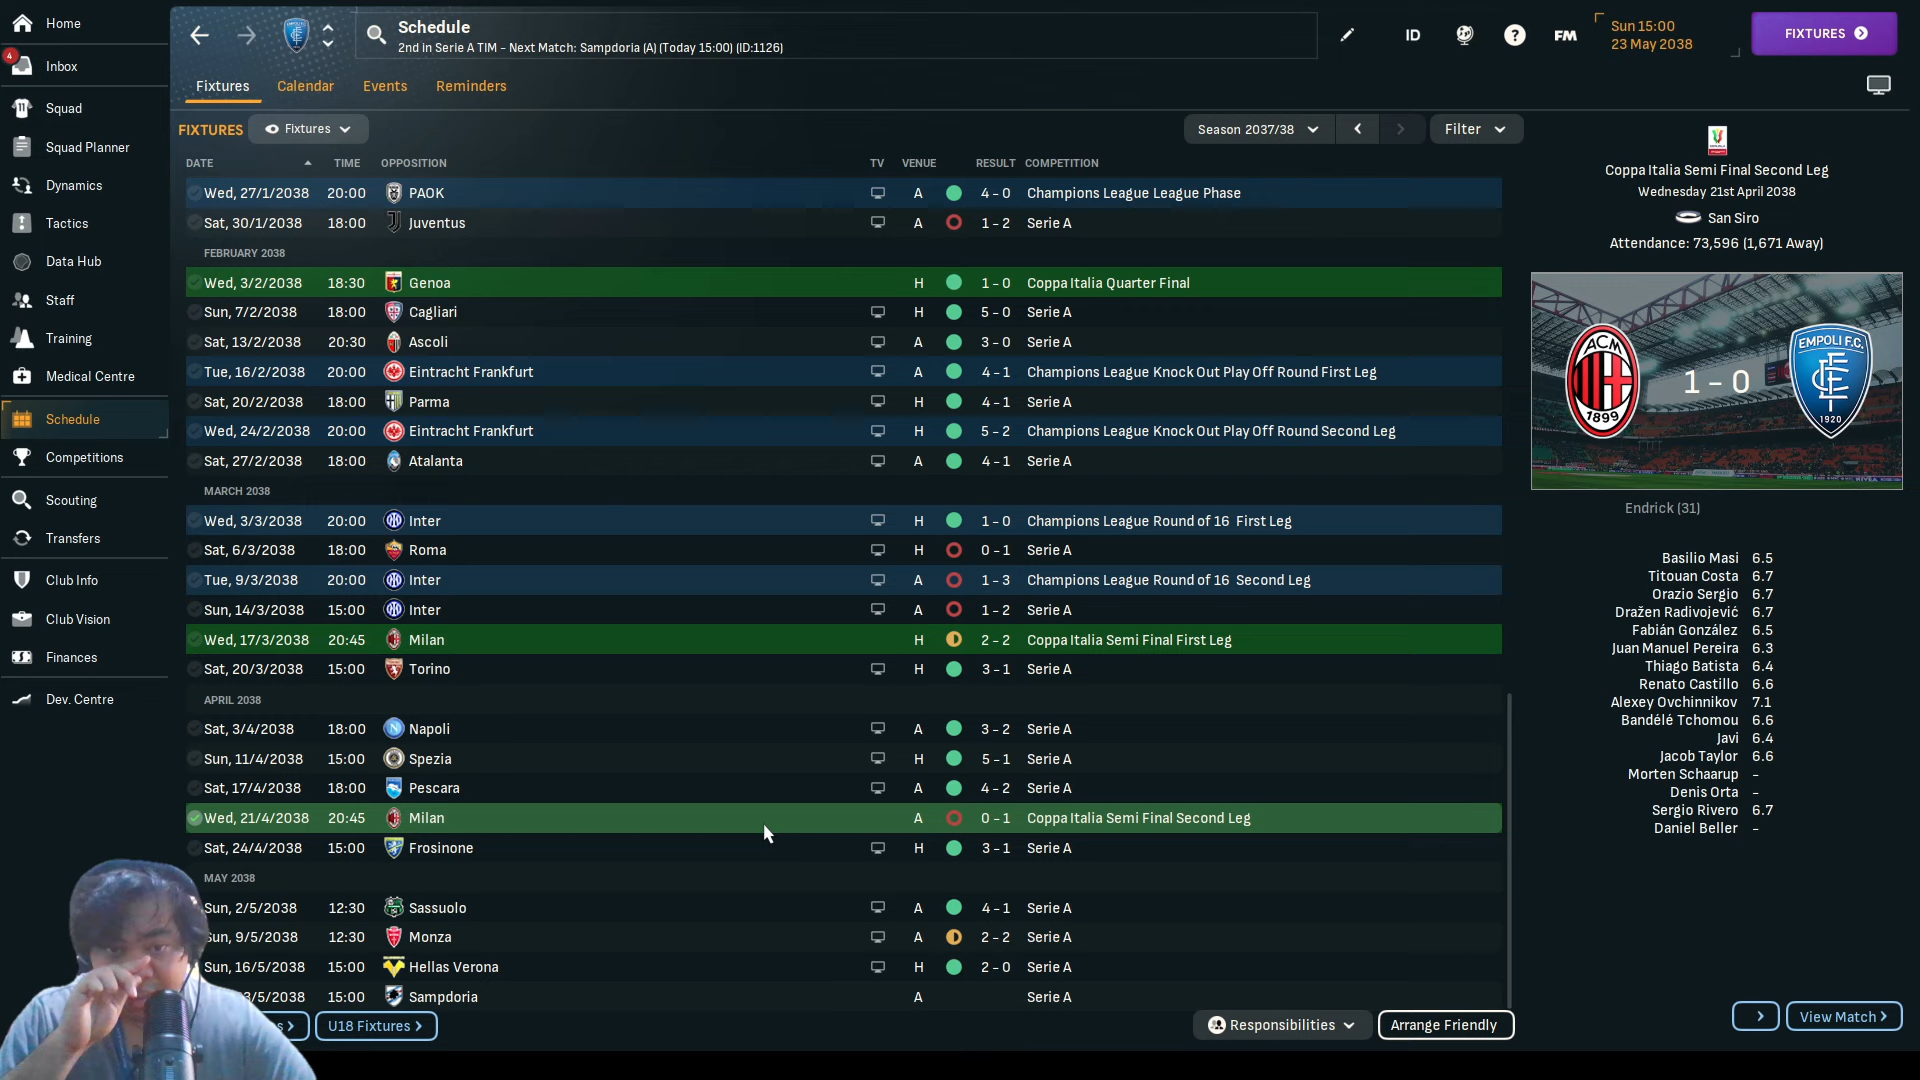 Home
4
Inbox
Squad
Squad Planner
Dynamics
Tactics
Data Hub
Staff
Training
Medical Centre
Schedule
Competitions
Scouting
Transfers
Club Info
Club Vision
Finances
Dev. Centre
Schedule
2nd in Serie A TIM - Next Match: Sampdoria (A) (Today 15:00) (ID:1126)
ID
?
FM
Sun 15:00
23 May 2038
FIXTURES
Fixtures Calendar Events Reminders
FIXTURES Fixtures Season 2037/38 Filter
DATE TIME OPPOSITION TV VENUE RESULT COMPETITION
Wed, 27/1/2038 20:00 PAOK A 4 - 0 Champions League League Phase
Sat, 30/1/2038 18:00 Juventus A 1 - 2 Serie A
FEBRUARY 2038
Wed, 3/2/2038 18:30 Genoa H 1 - 0 Coppa Italia Quarter Final
Sun, 7/2/2038 18:00 Cagliari H 5 - 0 Serie A
Sat, 13/2/2038 20:30 Ascoli A 3 - 0 Serie A
Tue, 16/2/2038 20:00 Eintracht Frankfurt A 4 - 1 Champions League Knock Out Play Off Round First Leg
Sat, 20/2/2038 18:00 Parma H 4 - 1 Serie A
Wed, 24/2/2038 20:00 Eintracht Frankfurt H 5 - 2 Champions League Knock Out Play Off Round Second Leg
Sat, 27/2/2038 18:00 Atalanta A 4 - 1 Serie A
MARCH 2038
Wed, 3/3/2038 20:00 Inter H 1 - 0 Champions League Round of 16 First Leg
Sat, 6/3/2038 18:00 Roma H 0 - 1 Serie A
Tue, 9/3/2038 20:00 Inter A 1 - 3 Champions League Round of 16 Second Leg
Sun, 14/3/2038 15:00 Inter A 1 - 2 Serie A
Wed, 17/3/2038 20:45 Milan H 2 - 2 Coppa Italia Semi Final First Leg
Sat, 20/3/2038 15:00 Torino H 3 - 1 Serie A
APRIL 2038
Sat, 3/4/2038 18:00 Napoli A 3 - 2 Serie A
Sun, 11/4/2038 15:00 Spezia H 5 - 1 Serie A
Sat, 17/4/2038 18:00 Pescara A 4 - 2 Serie A
Wed, 21/4/2038 20:45 Milan A 0 - 1 Coppa Italia Semi Final Second Leg
Sat, 24/4/2038 15:00 Frosinone H 3 - 1 Serie A
MAY 2038
Sun, 2/5/2038 12:30 Sassuolo A 4 - 1 Serie A
Sun, 9/5/2038 12:30 Monza A 2 - 2 Serie A
Sun, 16/5/2038 15:00 Hellas Verona H 2 - 0 Serie A
3/5/2038 15:00 Sampdoria A Serie A
U18 Fixtures
Responsibilities
Arrange Friendly
Coppa Italia Semi Final Second Leg
Wednesday 21st April 2038
San Siro
Attendance: 73,596 (1,671 Away)
ACM
1899
1 - 0
EMPOLI F.C.
1920
Endrick (31)
Basilio Masi 6.5
Titouan Costa 6.7
Orazio Sergio 6.7
Dražen Radivojević 6.7
Fabián González 6.5
Juan Manuel Pereira 6.3
Thiago Batista 6.4
Renato Castillo 6.6
Alexey Ovchinnikov 7.1
Bandélé Tchomou 6.6
Javi 6.4
Jacob Taylor 6.6
Morten Schaarup -
Denis Orta -
Sergio Rivero 6.7
Daniel Beller -
View Match